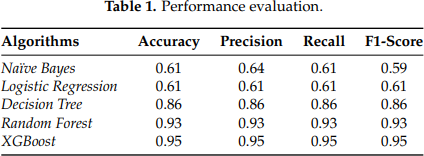 Table 1. Performance evaluation.
Algorithms Accuracy Precision Recall F1-Score
Naïve Bayes 0.61 0.64 0.61 0.59
Logistic Regression 0.61 0.61 0.61 0.61
Decision Tree 0.86 0.86 0.86 0.86
Random Forest 0.93 0.93 0.93 0.93
XGBoost 0.95 0.95 0.95 0.95